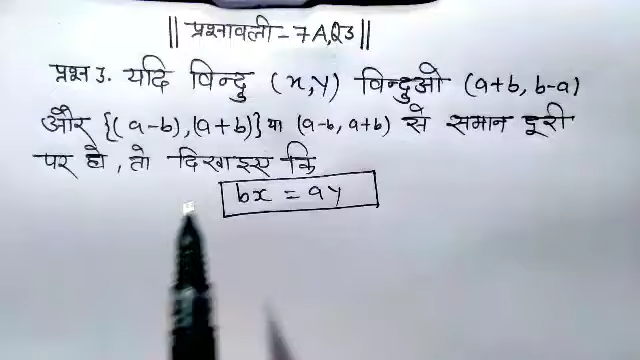 || प्रश्नावली - 7A,Q3 ||
प्रश्न 3. यदि विन्दु (x,y) विन्दुओ (a+b, b-a)
और {(a-b),(a+b)} या (a-b, a+b) से समान दूरी
पर हो, तो दिखाइए कि
bx = ay